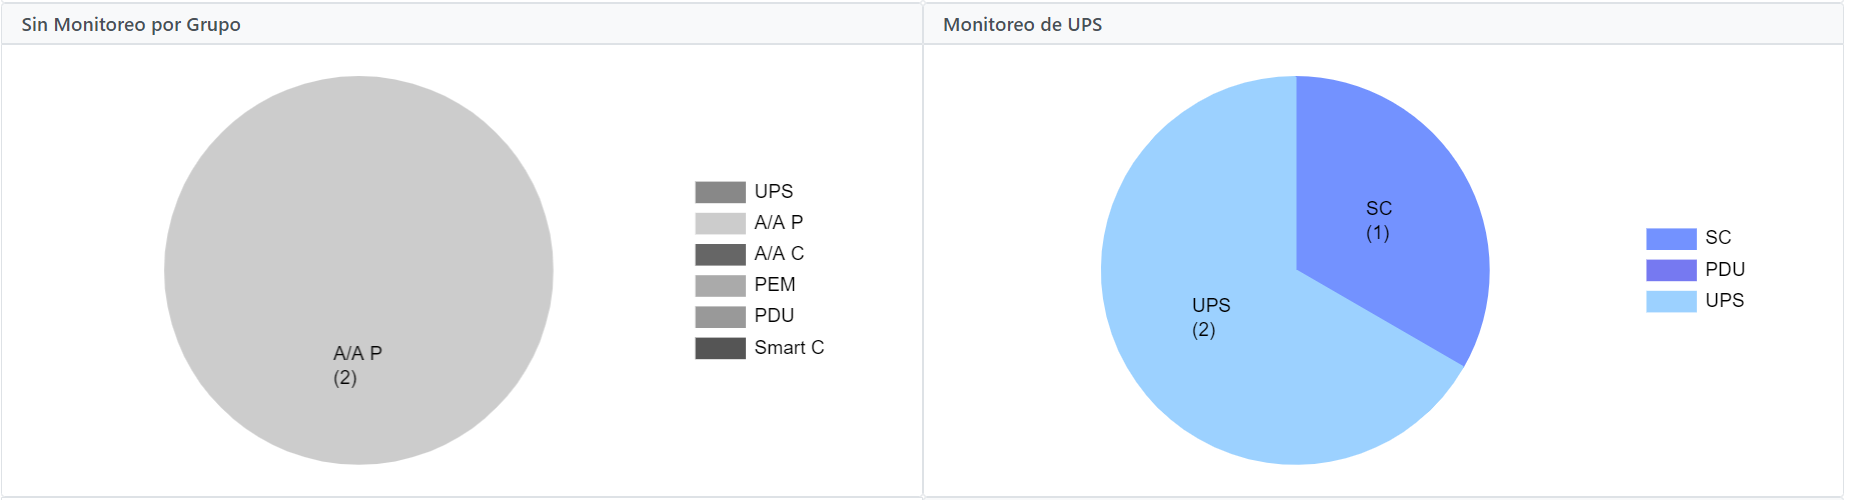 Sin Monitoreo por Grupo
A/A P
(2)
UPS
A/A P
A/A C
PEM
PDU
Smart C
Monitoreo de UPS
SC
(1)
UPS
(2)
SC
PDU
UPS